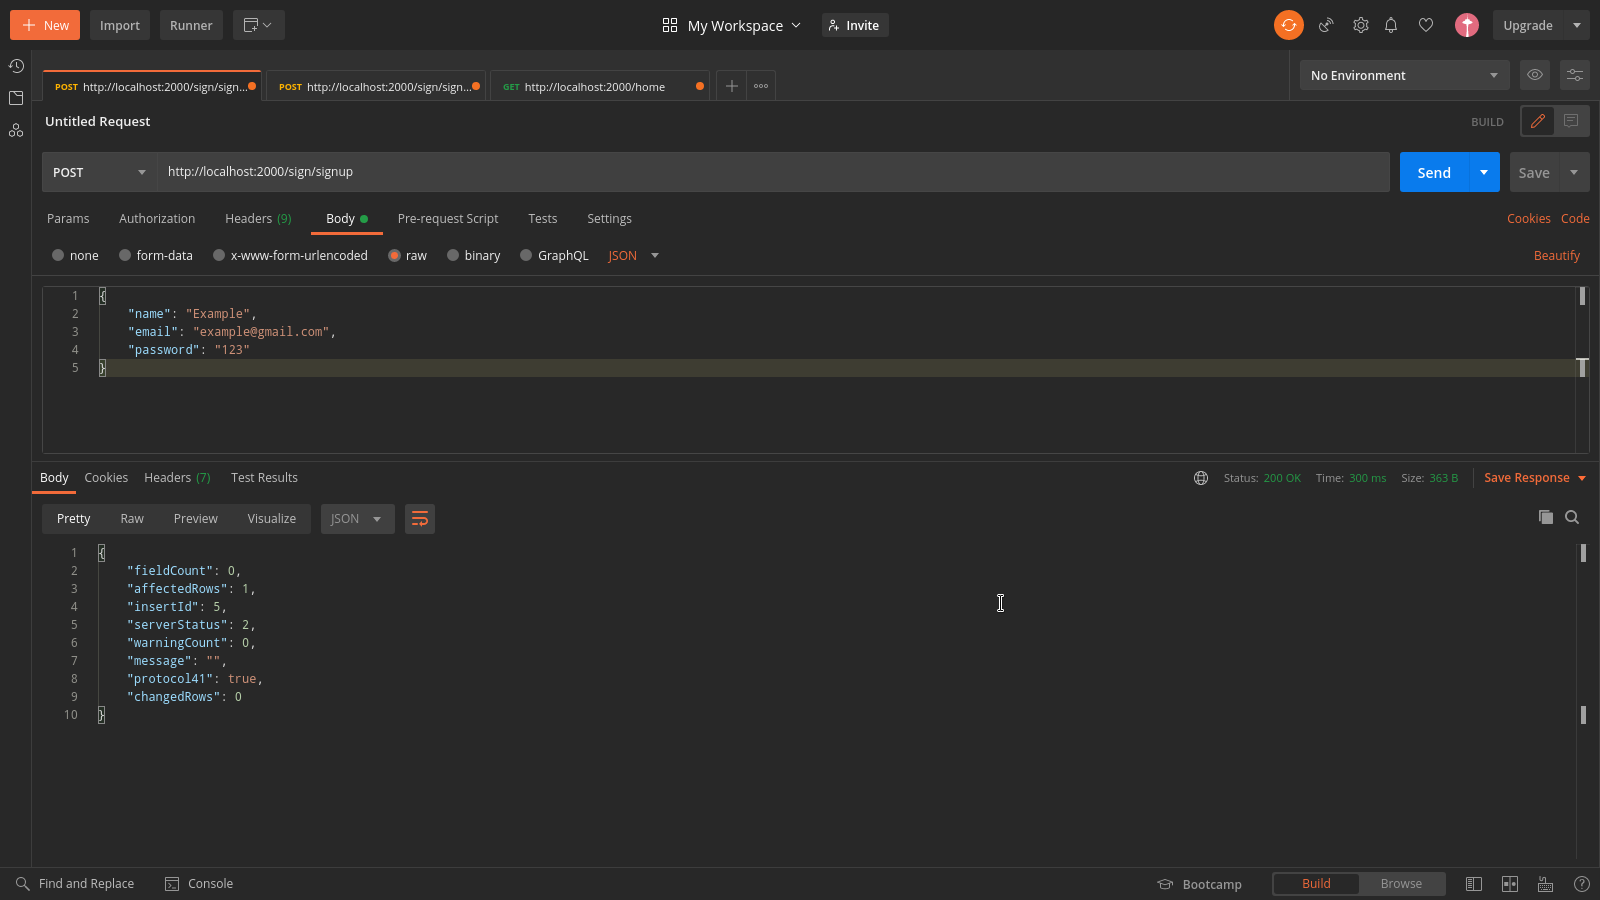 New
Import
Runner
My Workspace
Invite
Upgrade
POST http://localhost:2000/sign/sign...
POST http://localhost:2000/sign/sign...
GET http://localhost:2000/home
No Environment
Untitled Request
BUILD
POST
http://localhost:2000/sign/signup
Send
Save
Params
Authorization
Headers (9)
Body
Pre-request Script
Tests
Settings
Cookies
Code
none
form-data
x-www-form-urlencoded
raw
binary
GraphQL
JSON
Beautify
1 {
2 "name": "Example",
3 "email": "example@gmail.com",
4 "password": "123"
5 }
Body
Cookies
Headers (7)
Test Results
Status: 200 OK
Time: 300 ms
Size: 363 B
Save Response
Pretty
Raw
Preview
Visualize
JSON
1 {
2 "fieldCount": 0,
3 "affectedRows": 1,
4 "insertId": 5,
5 "serverStatus": 2,
6 "warningCount": 0,
7 "message": "",
8 "protocol41": true,
9 "changedRows": 0
10 }
Find and Replace
Console
Bootcamp
Build
Browse